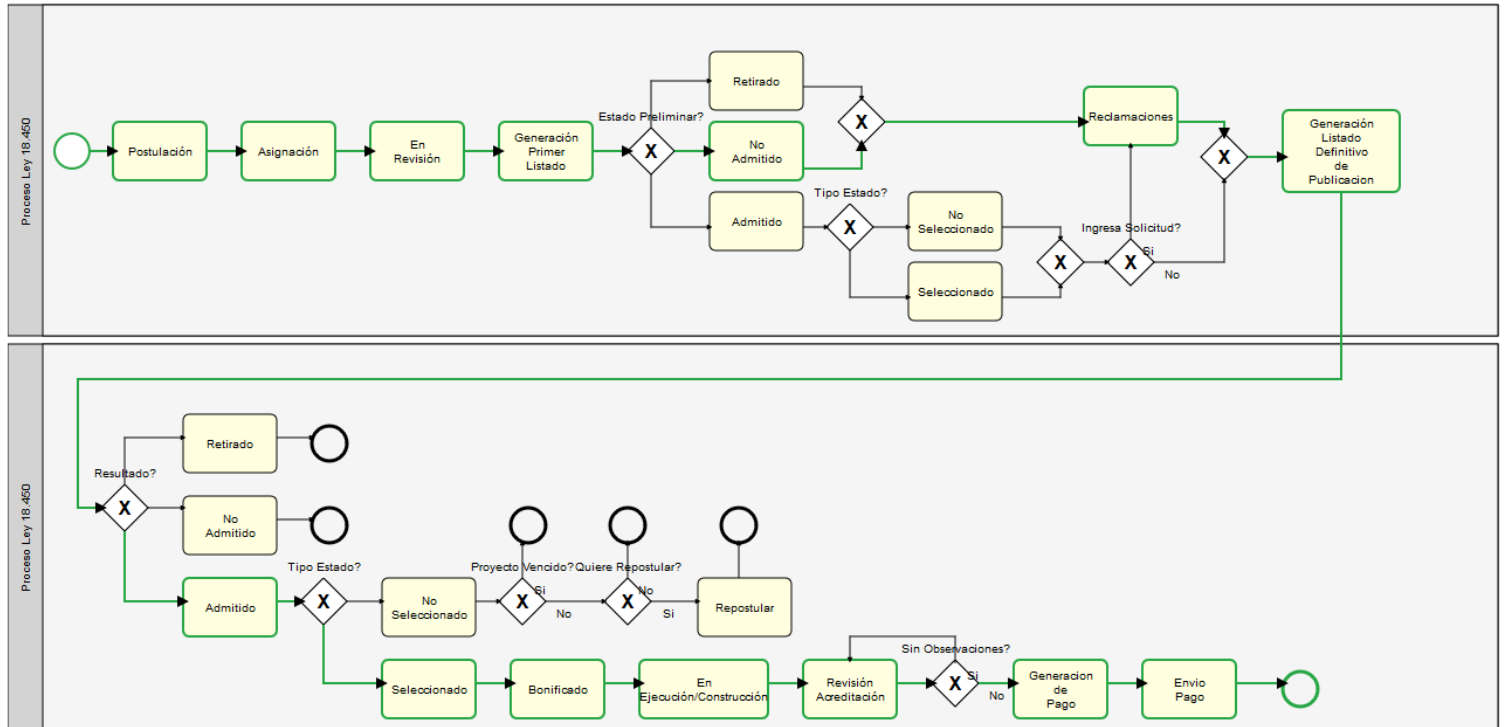 Proceso Ley 18.450
Postulación
Asignación
En
Revisión
Generación
Primer
Listado
Estado Preliminar?
X
Retirado
No
Admitido
Admitido
X
Tipo Estado?
X
No
Seleccionado
Seleccionado
X
Ingresa Solicitud?
X
Si
No
Reclamaciones
X
Generación
Listado
Definitivo
de
Publicacion
Proceso Ley 18.450
Resultado?
X
Retirado
No
Admitido
Admitido
Tipo Estado?
X
No
Seleccionado
Proyecto Vencido?
X
Si
No
Quiere Repostular?
X
No
Si
Repostular
Seleccionado
Bonificado
En
Ejecución/Construcción
Revisión
Acreditación
Sin Observaciones?
X
Si
No
Generacion
de
Pago
Envio
Pago